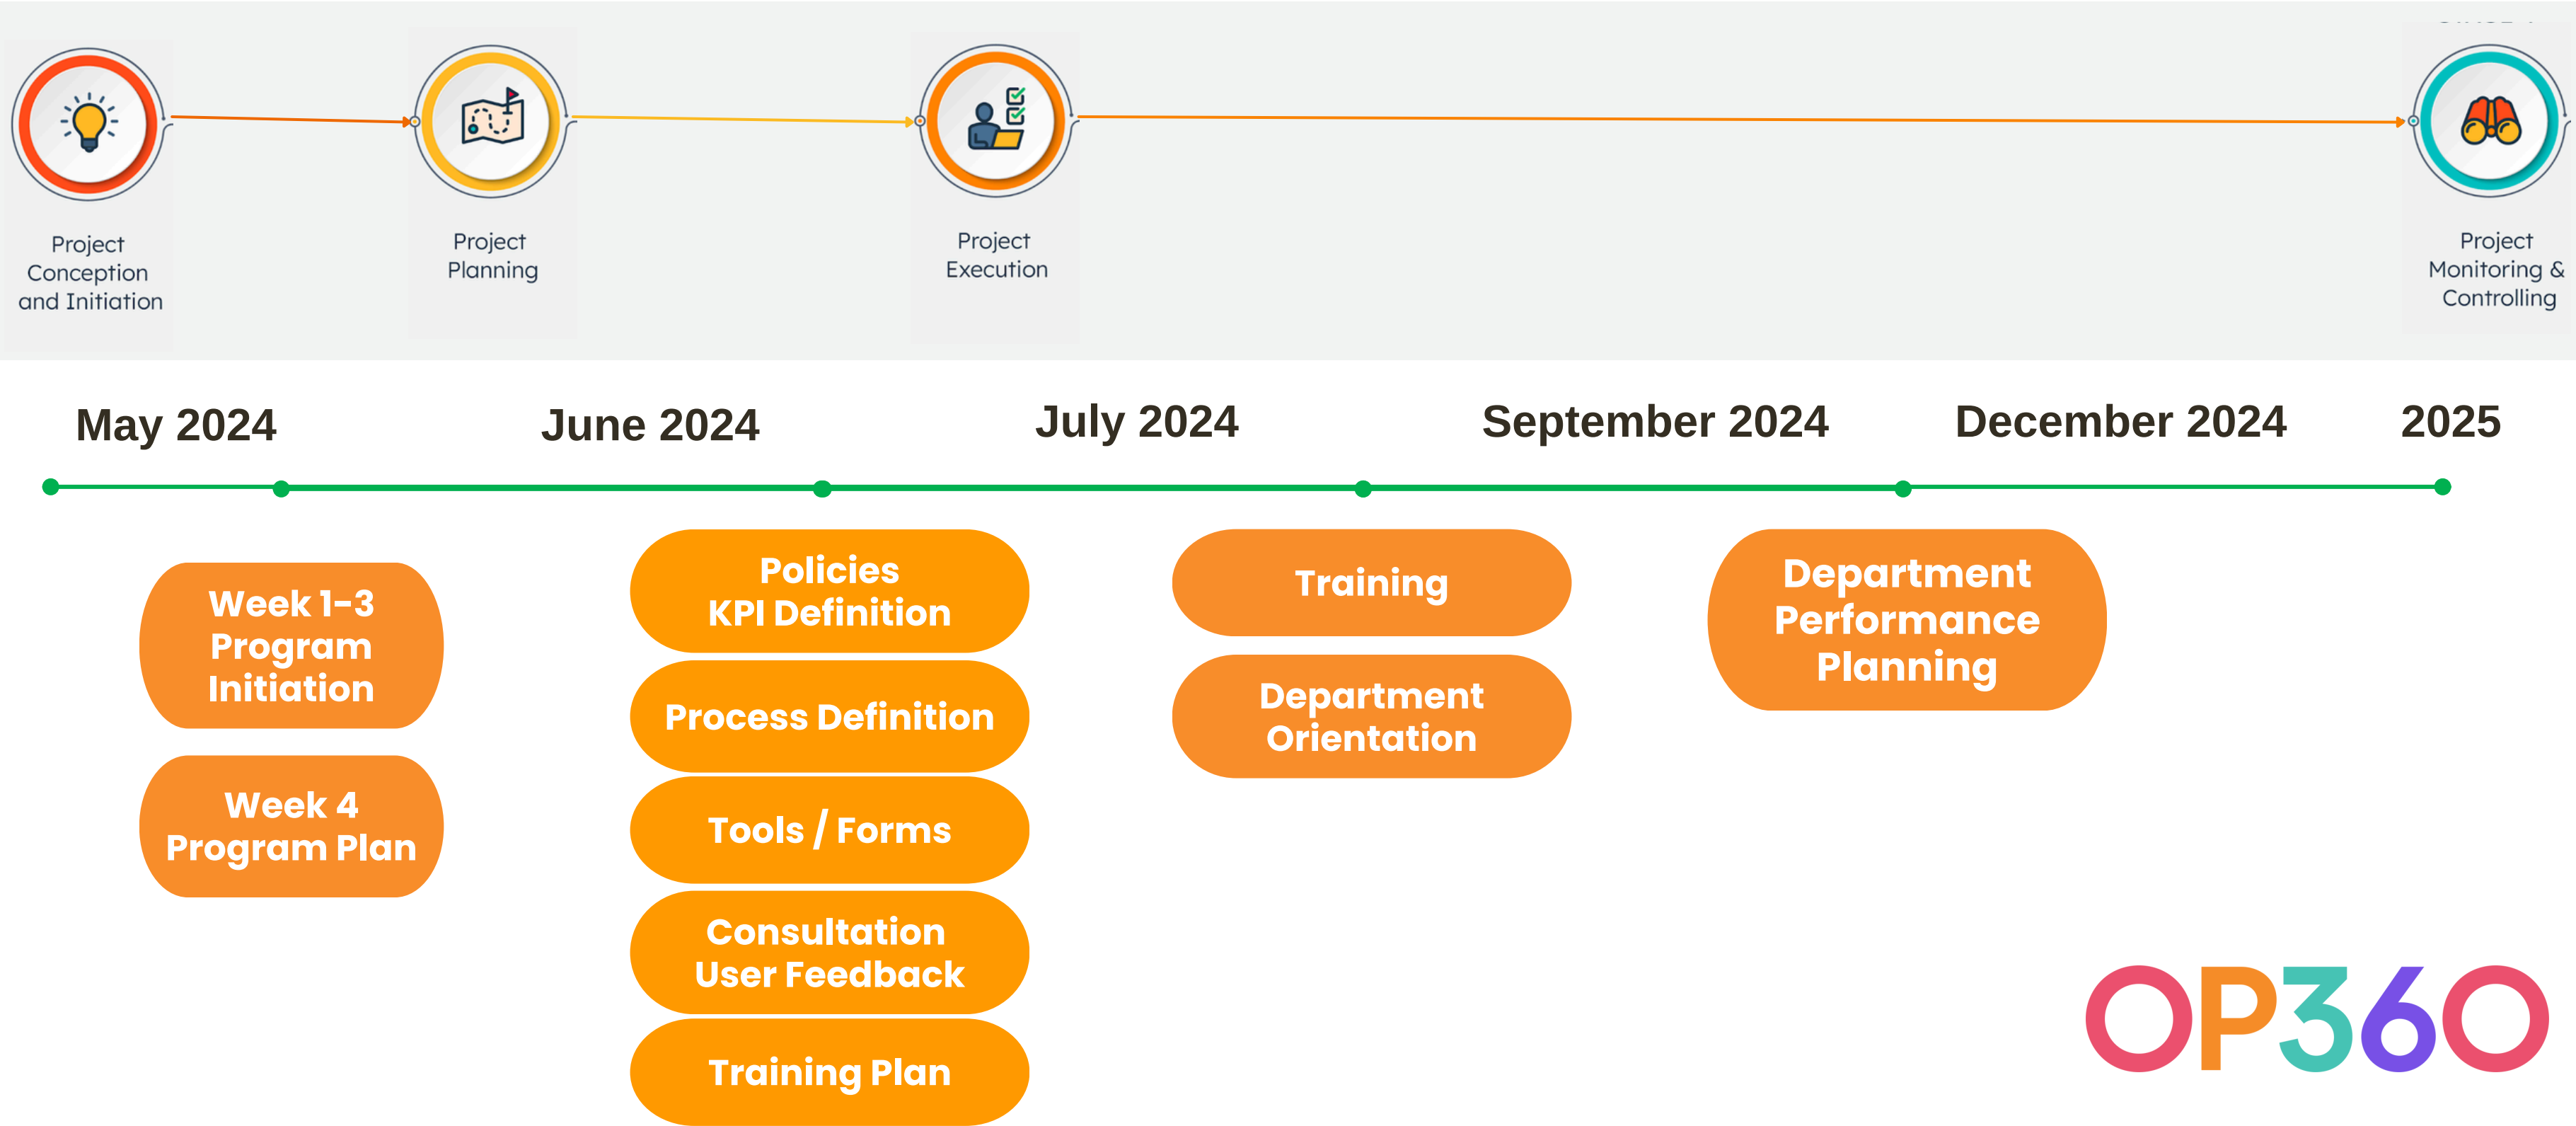 Project
Conception
and Initiation
Project
Planning
Project
Execution
Project
Monitoring &
Controlling
May 2024
June 2024
July 2024
September 2024
December 2024
2025
Week 1-3
Program
Initiation
Week 4
Program Plan
Policies
KPI Definition
Process Definition
Tools / Forms
Consultation
User Feedback
Training Plan
Training
Department
Orientation
Department
Performance
Planning
OP360